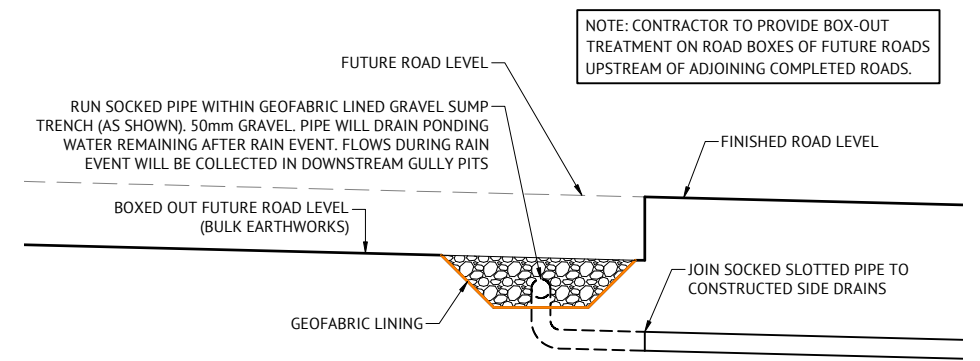 NOTE: CONTRACTOR TO PROVIDE BOX-OUT
TREATMENT ON ROAD BOXES OF FUTURE ROADS
UPSTREAM OF ADJOINING COMPLETED ROADS.
FUTURE ROAD LEVEL
RUN SOCKED PIPE WITHIN GEOFABRIC LINED GRAVEL SUMP
TRENCH (AS SHOWN). 50mm GRAVEL. PIPE WILL DRAIN PONDING
WATER REMAINING AFTER RAIN EVENT. FLOWS DURING RAIN
EVENT WILL BE COLLECTED IN DOWNSTREAM GULLY PITS
FINISHED ROAD LEVEL
BOXED OUT FUTURE ROAD LEVEL
(BULK EARTHWORKS)
JOIN SOCKED SLOTTED PIPE TO
CONSTRUCTED SIDE DRAINS
GEOFABRIC LINING